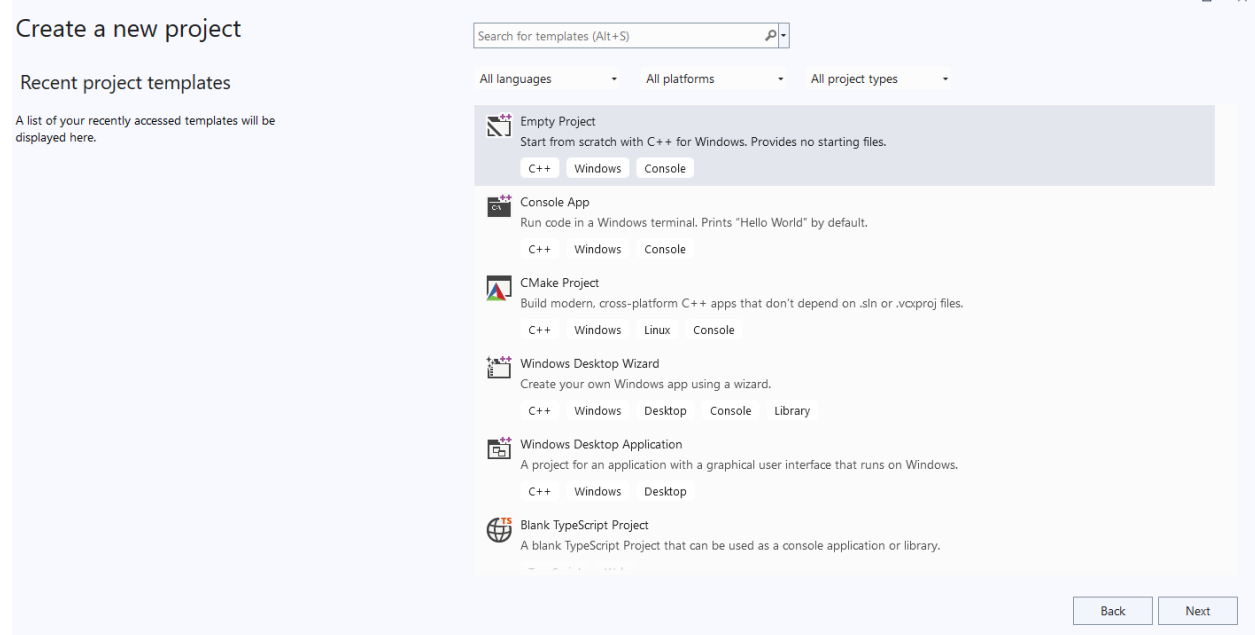 Create a new project
Recent project templates
A list of your recently accessed templates will be
displayed here.
Search for templates (Alt+S)
All languages
All platforms
All project types
Empty Project
Start from scratch with C++ for Windows. Provides no starting files.
C++ Windows Console
Console App
Run code in a Windows terminal. Prints "Hello World" by default.
C++ Windows Console
CMake Project
Build modern, cross-platform C++ apps that don't depend on .sln or .vcxproj files.
C++ Windows Linux Console
Windows Desktop Wizard
Create your own Windows app using a wizard.
C++ Windows Desktop Console Library
Windows Desktop Application
A project for an application with a graphical user interface that runs on Windows.
C++ Windows Desktop
TS
Blank TypeScript Project
A blank TypeScript Project that can be used as a console application or library.
Back
Next